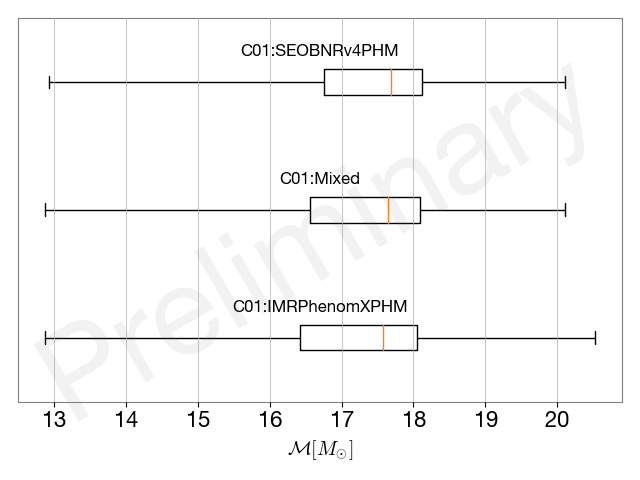 C01:SEOBNRv4PHM
C01:Mixed
C01:IMRPhenomXPHM
Preliminary
13 14 15 16 17 18 19 20
ℳ[M☉]